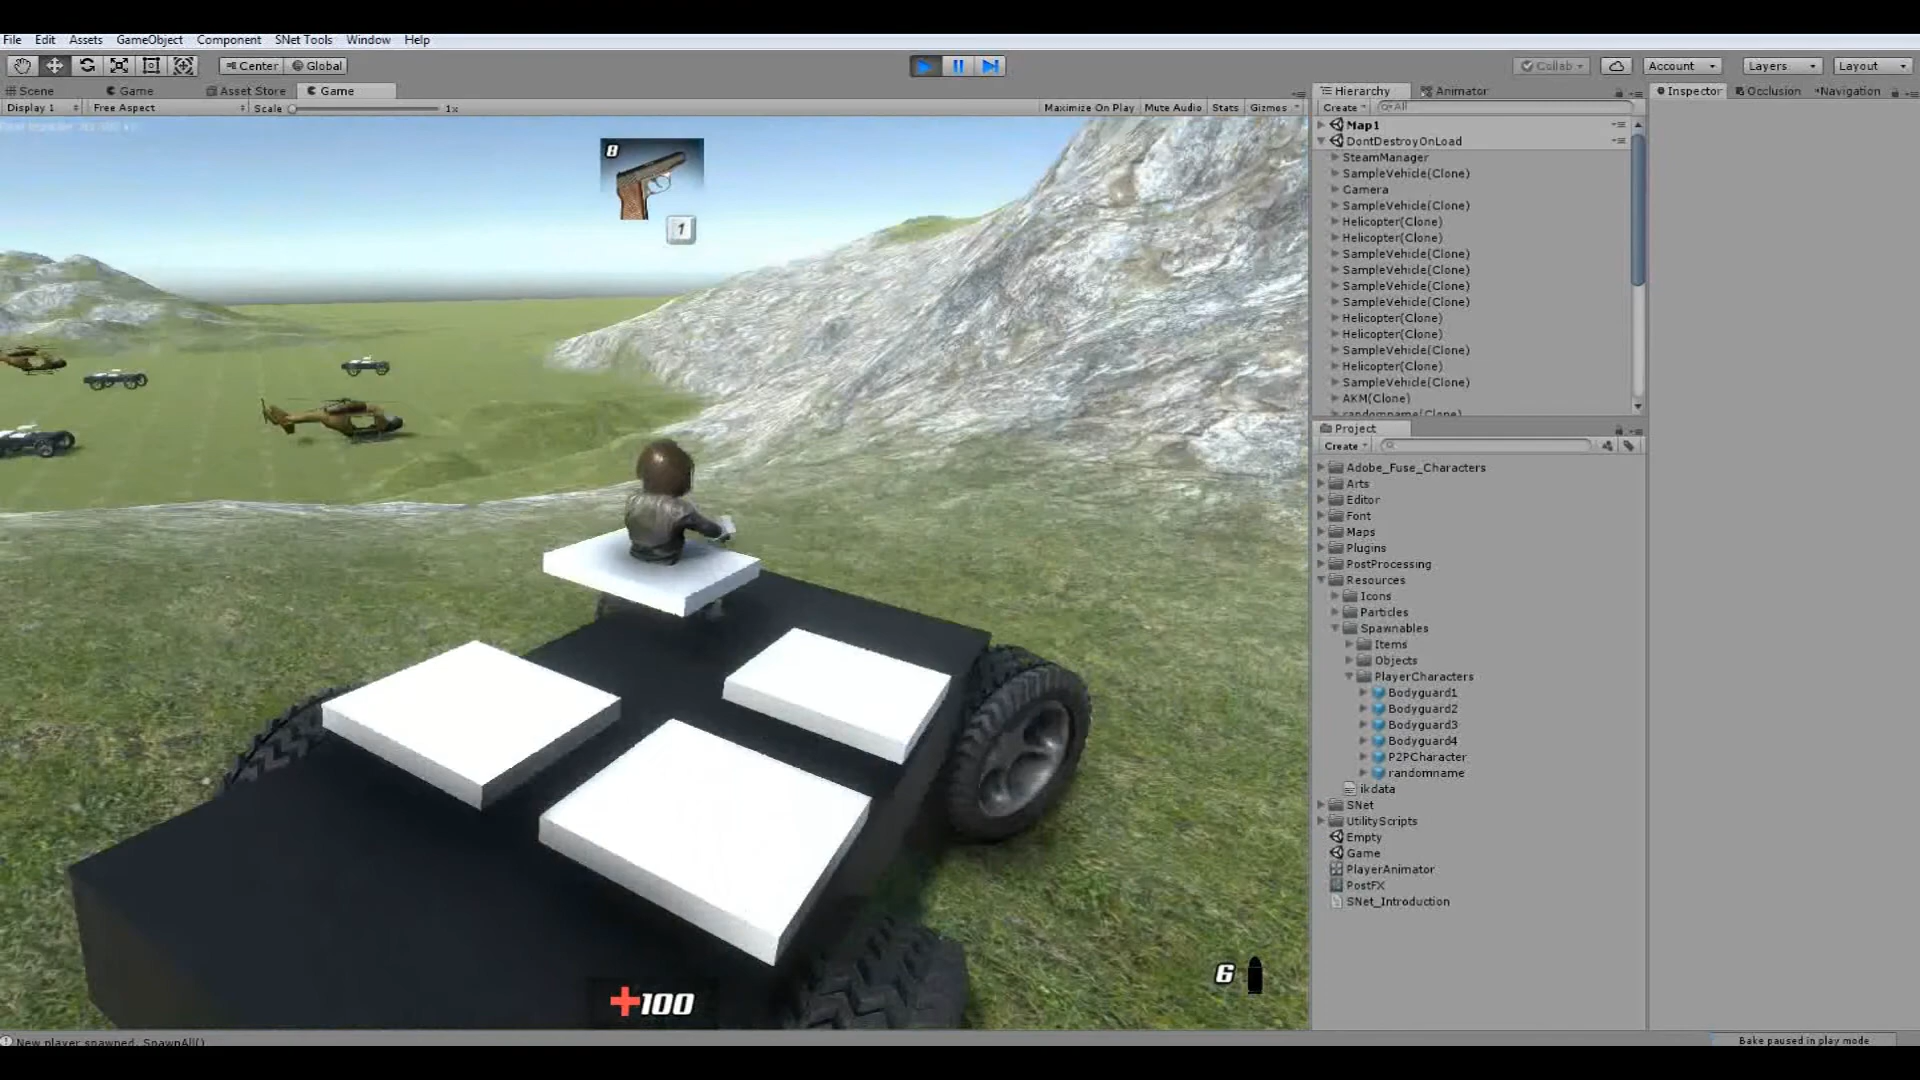 File Edit Assets GameObject Component SNet Tools Window Help
Center Global
Collab Account Layers Layout
Scene Game Asset Store Game
Hierarchy Animator
Inspector Occlusion Navigation
Display 1 Free Aspect Scale 1x
Maximize On Play Mute Audio Stats Gizmos
Create All
Map1
DontDestroyOnLoad
SteamManager
SampleVehicle(Clone)
Camera
SampleVehicle(Clone)
Helicopter(Clone)
Helicopter(Clone)
SampleVehicle(Clone)
SampleVehicle(Clone)
SampleVehicle(Clone)
SampleVehicle(Clone)
Helicopter(Clone)
Helicopter(Clone)
SampleVehicle(Clone)
Helicopter(Clone)
SampleVehicle(Clone)
AKM(Clone)
randomname(Clone)
8
1
Project
Create
Adobe_Fuse_Characters
Arts
Editor
Font
Maps
Plugins
PostProcessing
Resources
Icons
Particles
Spawnables
Items
Objects
PlayerCharacters
Bodyguard1
Bodyguard2
Bodyguard3
Bodyguard4
P2PCharacter
randomname
ikdata
SNet
UtilityScripts
Empty
Game
PlayerAnimator
PostFX
SNet_Introduction
6
100
New player spawned, SpawnAll()
Bake paused in play mode